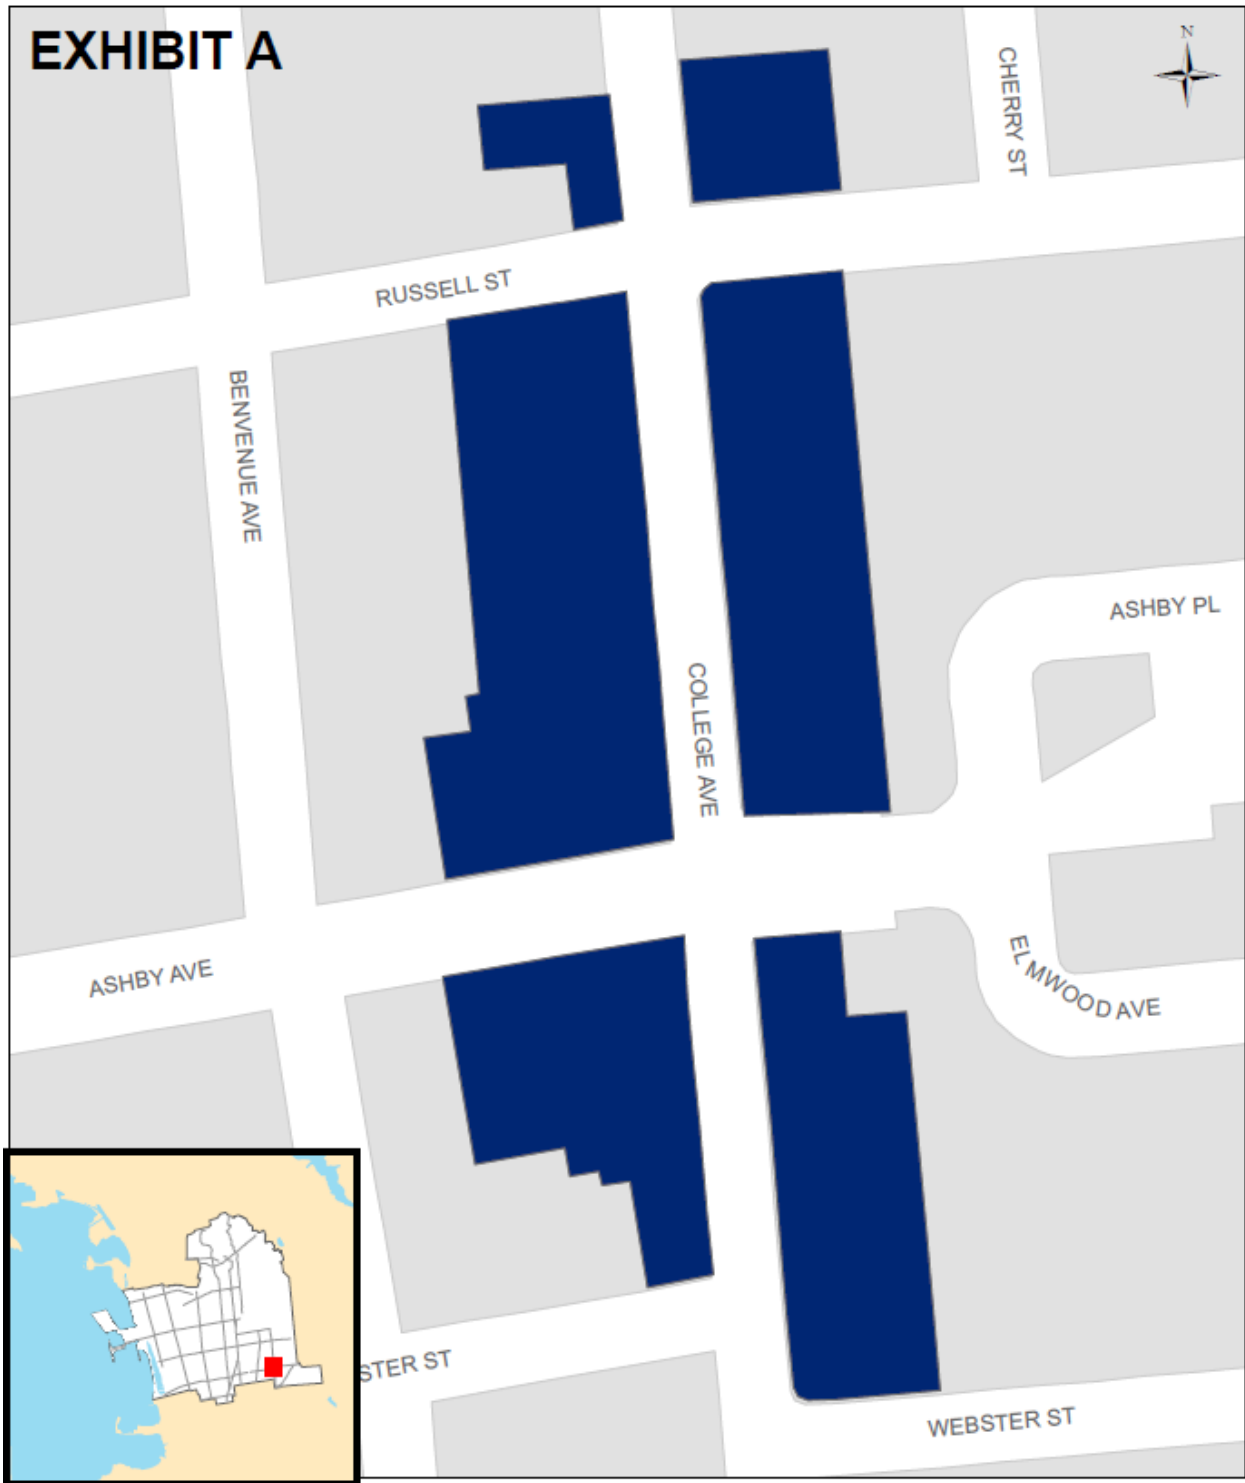 EXHIBIT A
N
CHERRY ST
RUSSELL ST
BENVENUE AVE
ASHBY PL
COLLEGE AVE
ASHBY AVE
ELMWOOD AVE
STER ST
WEBSTER ST